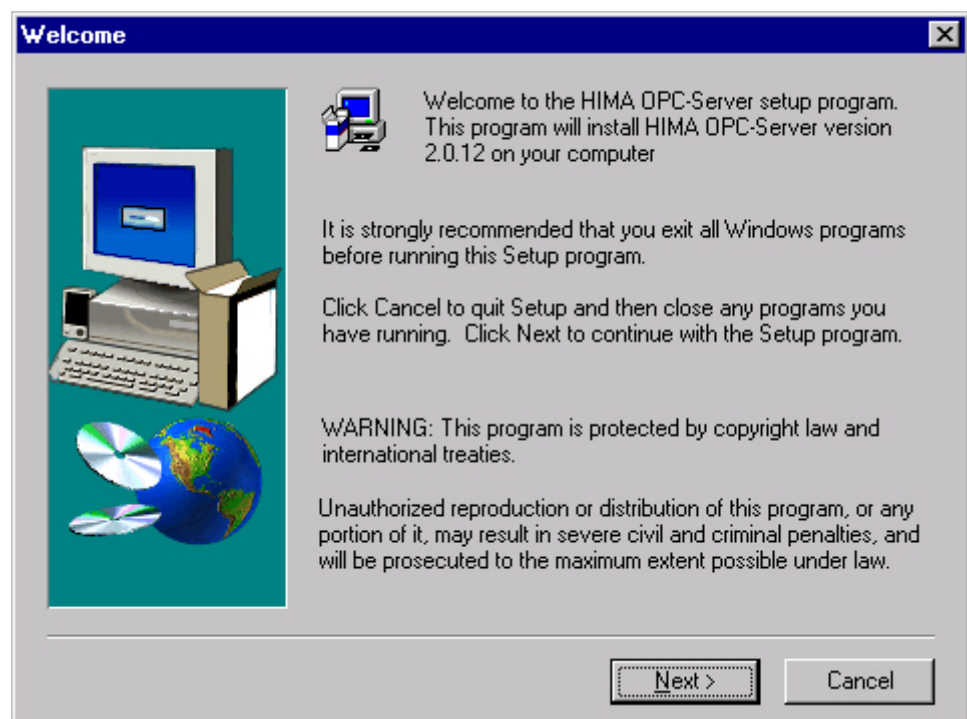 Welcome
Welcome to the HIMA OPC-Server setup program.
This program will install HIMA OPC-Server version
2.0.12 on your computer
It is strongly recommended that you exit all Windows programs
before running this Setup program.
Click Cancel to quit Setup and then close any programs you
have running.  Click Next to continue with the Setup program.
WARNING: This program is protected by copyright law and
international treaties.
Unauthorized reproduction or distribution of this program, or any
portion of it, may result in severe civil and criminal penalties, and
will be prosecuted to the maximum extent possible under law.
Next >
Cancel